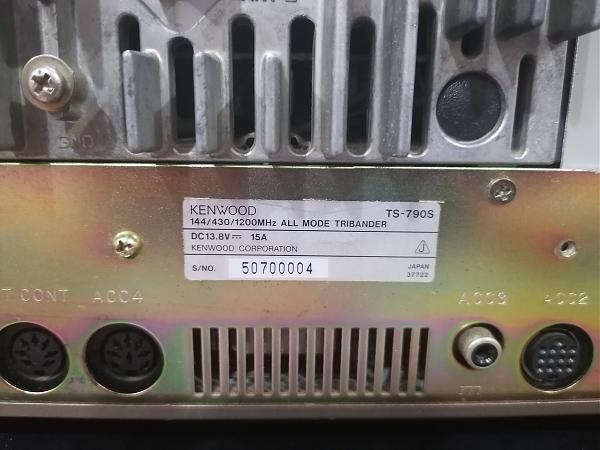 GND
KENWOOD TS-790S
144/430/1200MHz ALL MODE TRIBANDER
DC13.8V 15A
KENWOOD CORPORATION
S/NO. 50700004
JAPAN
37722
T CONT ACC4 ACC3 ACC2